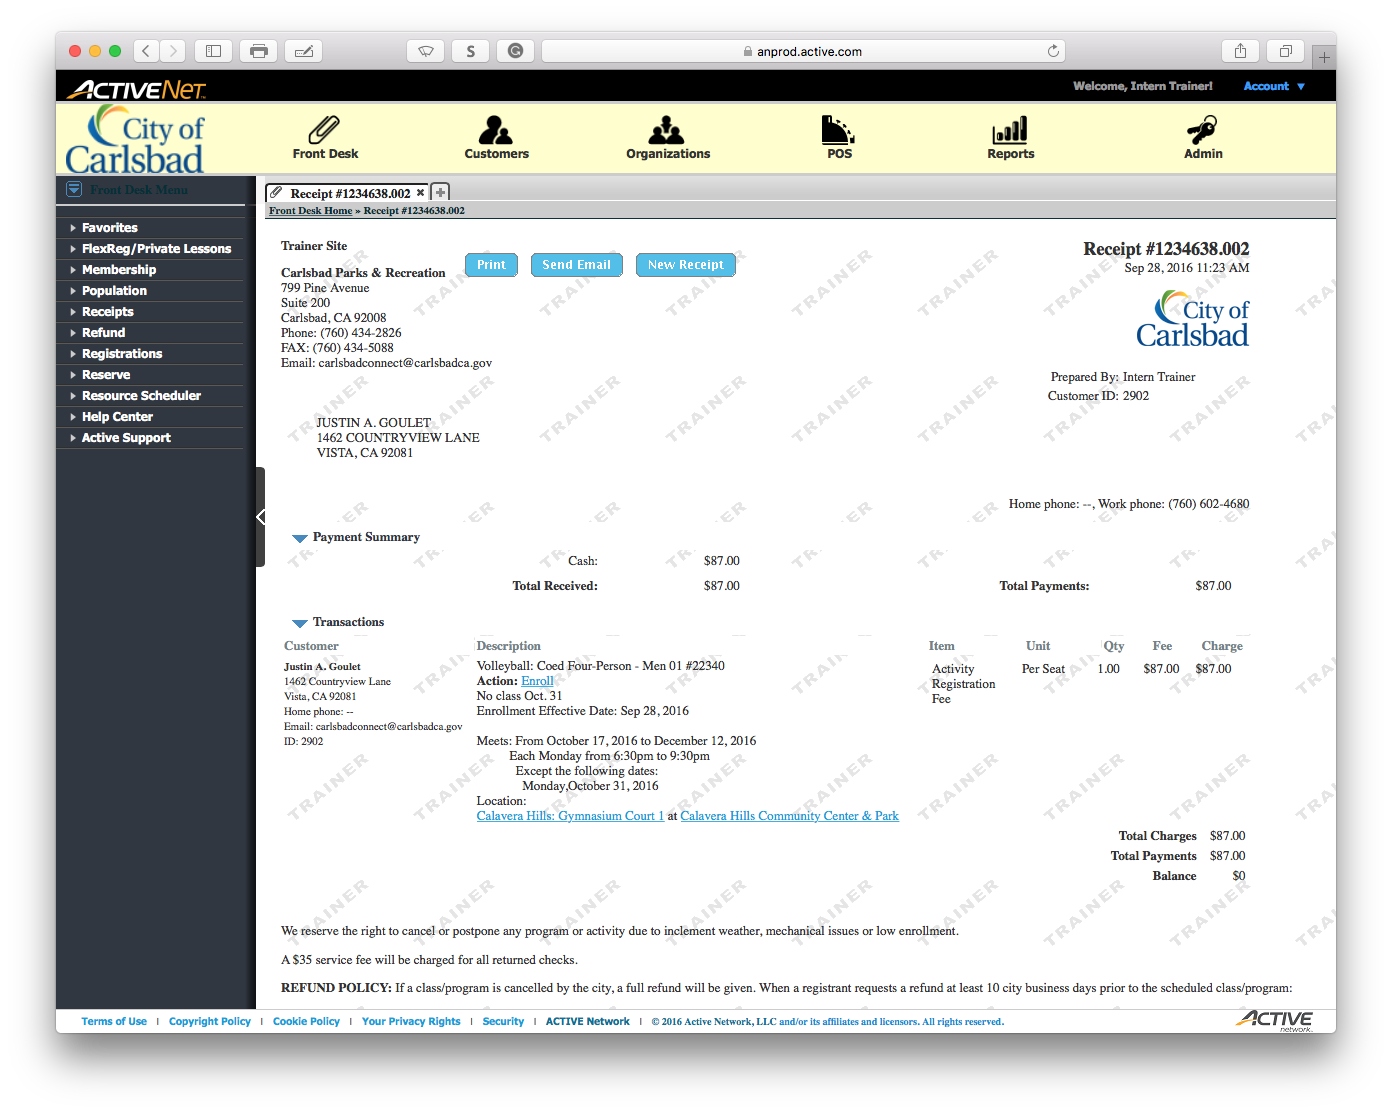 S
anprod.active.com
ACTIVENET
Welcome, Intern Trainer!
Account
City of
Carlsbad
Front Desk
Customers
Organizations
POS
Reports
Admin
Front Desk Menu
Favorites
FlexReg/Private Lessons
Membership
Population
Receipts
Refund
Registrations
Reserve
Resource Scheduler
Help Center
Active Support
Receipt #1234638.002
Front Desk Home » Receipt #1234638.002
Trainer Site
Carlsbad Parks & Recreation
799 Pine Avenue
Suite 200
Carlsbad, CA 92008
Phone: (760) 434-2826
FAX: (760) 434-5088
Email: carlsbadconnect@carlsbadca.gov
Print
Send Email
New Receipt
Receipt #1234638.002
Sep 28, 2016 11:23 AM
City of
Carlsbad
Prepared By: Intern Trainer
Customer ID: 2902
JUSTIN A. GOULET
1462 COUNTRYVIEW LANE
VISTA, CA 92081
Home phone: --, Work phone: (760) 602-4680
Payment Summary
Cash: $87.00
Total Received: $87.00
Total Payments: $87.00
Transactions
Customer Description Item Unit Qty Fee Charge
Justin A. Goulet
1462 Countryview Lane
Vista, CA 92081
Home phone: --
Email: carlsbadconnect@carlsbadca.gov
ID: 2902
Volleyball: Coed Four-Person - Men 01 #22340
Action: Enroll
No class Oct. 31
Enrollment Effective Date: Sep 28, 2016
Meets: From October 17, 2016 to December 12, 2016
Each Monday from 6:30pm to 9:30pm
Except the following dates:
Monday,October 31, 2016
Location:
Calavera Hills: Gymnasium Court 1 at Calavera Hills Community Center & Park
Activity
Registration
Fee
Per Seat 1.00 $87.00 $87.00
Total Charges $87.00
Total Payments $87.00
Balance $0
We reserve the right to cancel or postpone any program or activity due to inclement weather, mechanical issues or low enrollment.
A $35 service fee will be charged for all returned checks.
REFUND POLICY: If a class/program is cancelled by the city, a full refund will be given. When a registrant requests a refund at least 10 city business days prior to the scheduled class/program:
TRAINER
Terms of Use | Copyright Policy | Cookie Policy | Your Privacy Rights | Security | ACTIVE Network | © 2016 Active Network, LLC and/or its affiliates and licensors. All rights reserved.
ACTIVE
network